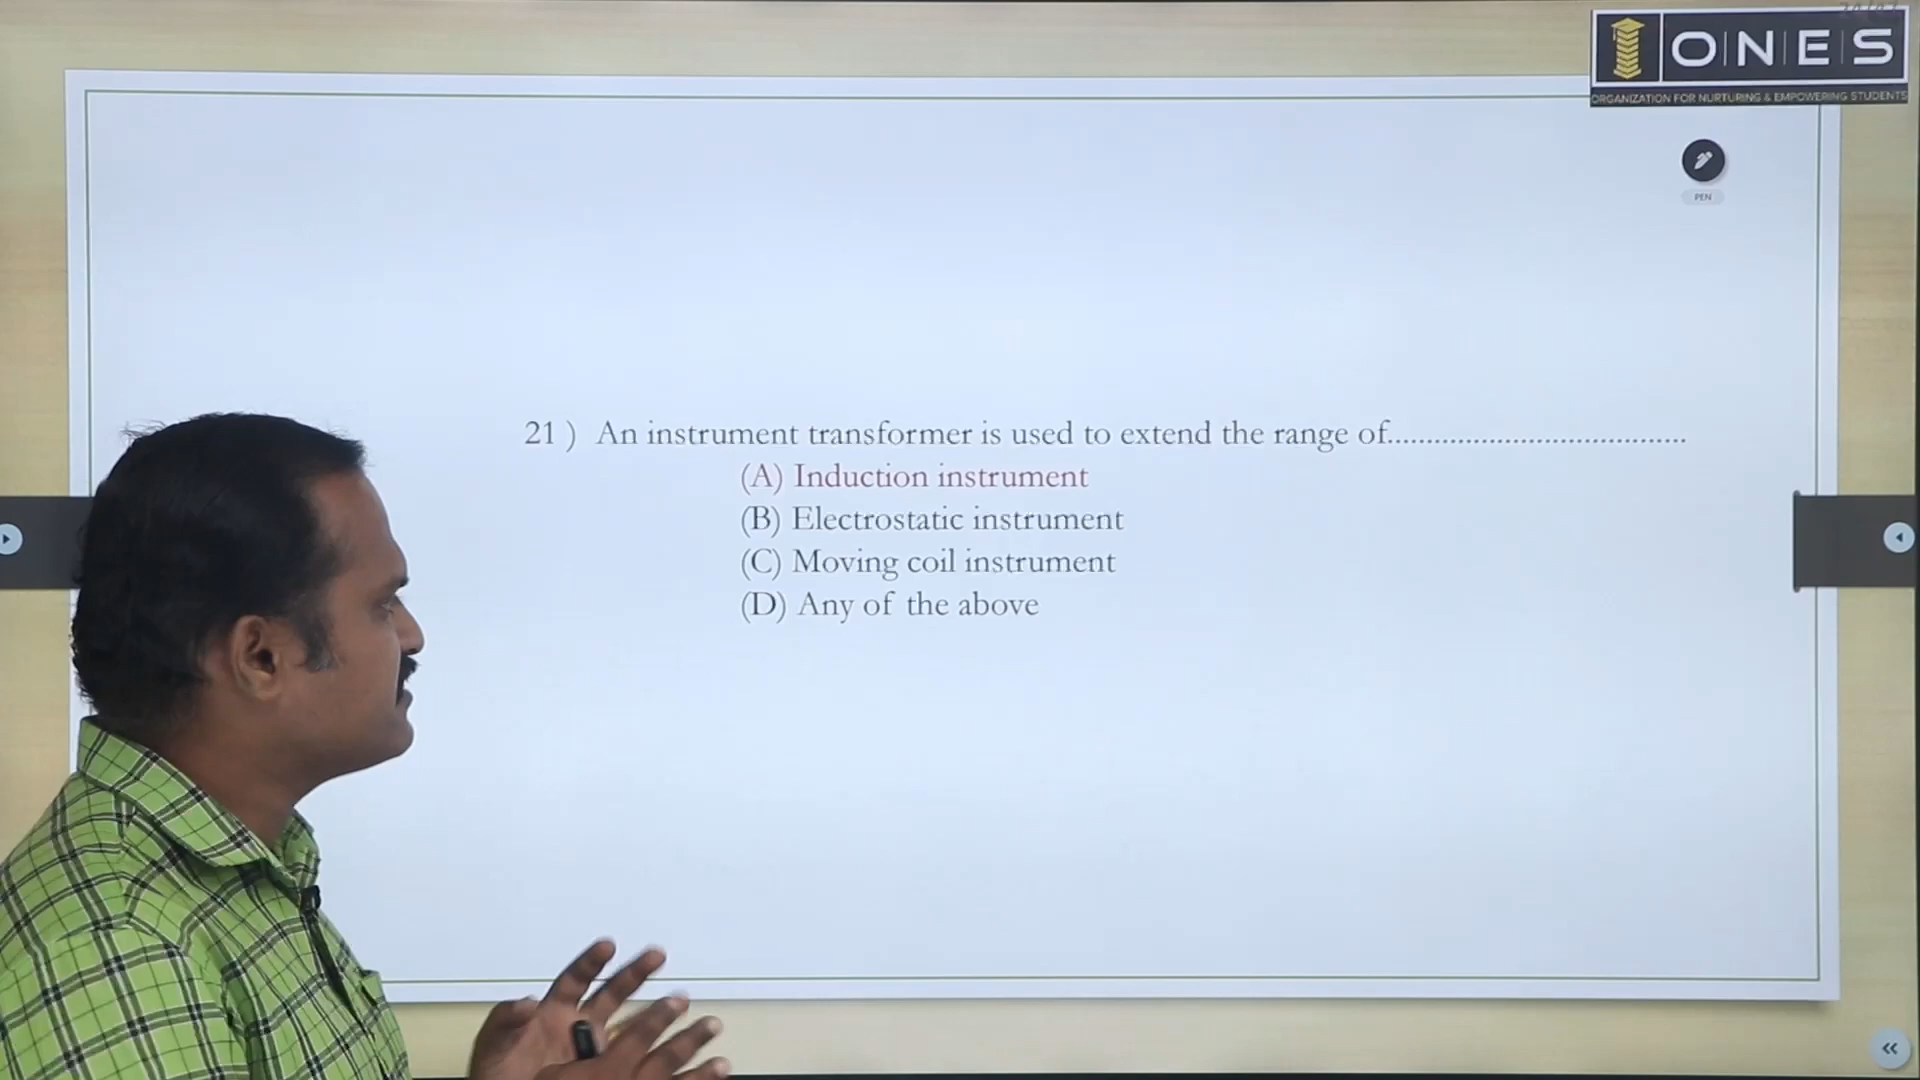 O|N|E|S
ORGANIZATION FOR NURTURING & EMPOWERING STUDENTS
PEN
21 ) An instrument transformer is used to extend the range of....................................
(A) Induction instrument
(B) Electrostatic instrument
(C) Moving coil instrument
(D) Any of the above